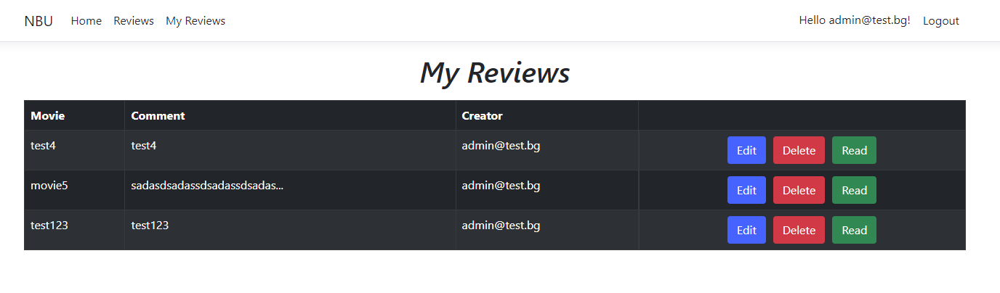 NBU Home Reviews My Reviews Hello admin@test.bg! Logout
My Reviews
Movie Comment Creator
test4 test4 admin@test.bg Edit Delete Read
movie5 sadasdsadassdsadassdsadas... admin@test.bg Edit Delete Read
test123 test123 admin@test.bg Edit Delete Read